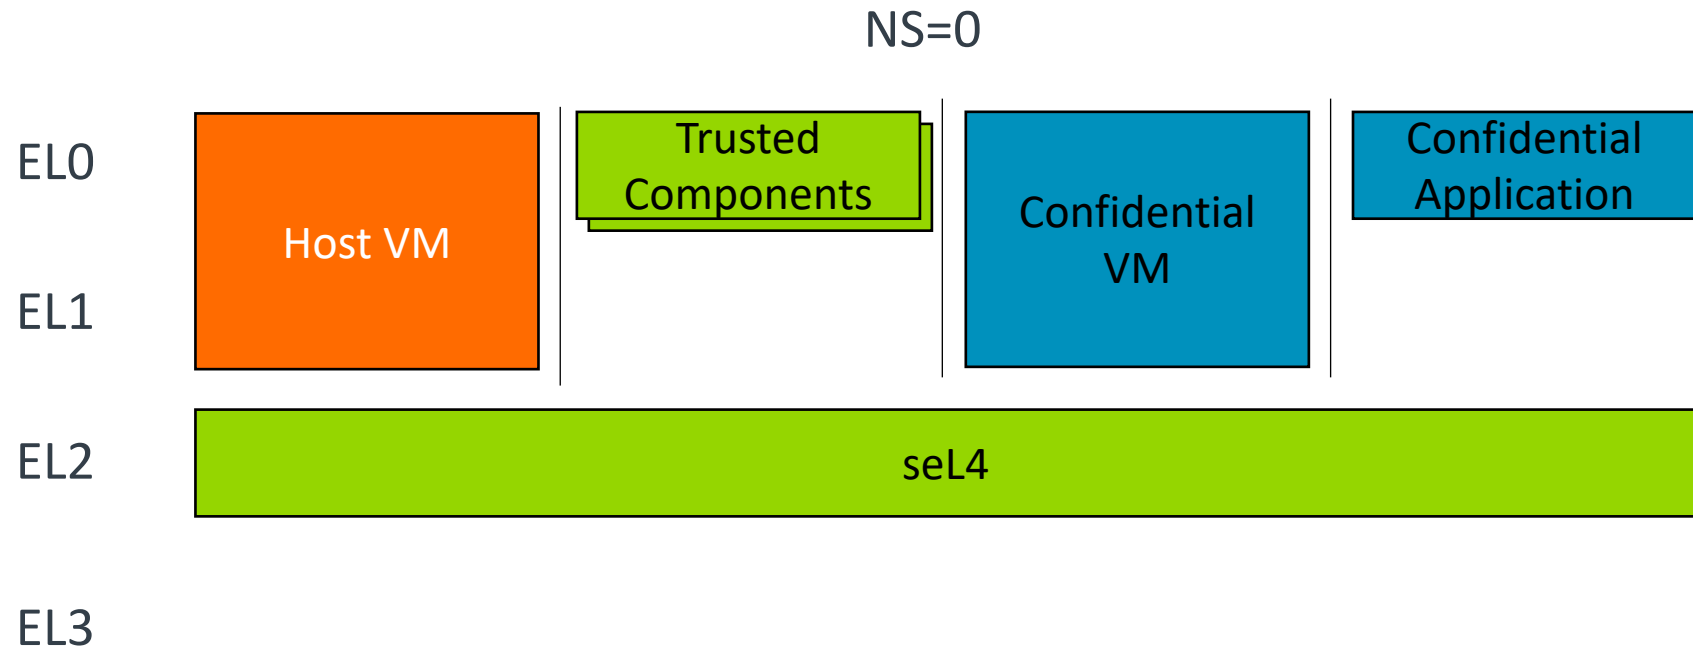 NS=0
EL0
Host VM
Trusted
Components
Confidential
VM
Confidential
Application
EL1
EL2
seL4
EL3